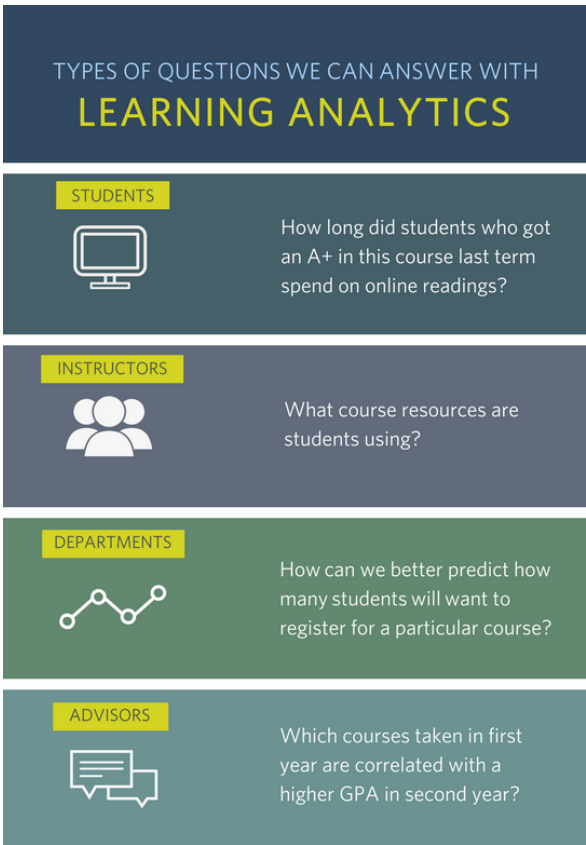 TYPES OF QUESTIONS WE CAN ANSWER WITH
LEARNING ANALYTICS
STUDENTS
How long did students who got
an A+ in this course last term
spend on online readings?
INSTRUCTORS
What course resources are
students using?
DEPARTMENTS
How can we better predict how
many students will want to
register for a particular course?
ADVISORS
Which courses taken in first
year are correlated with a
higher GPA in second year?